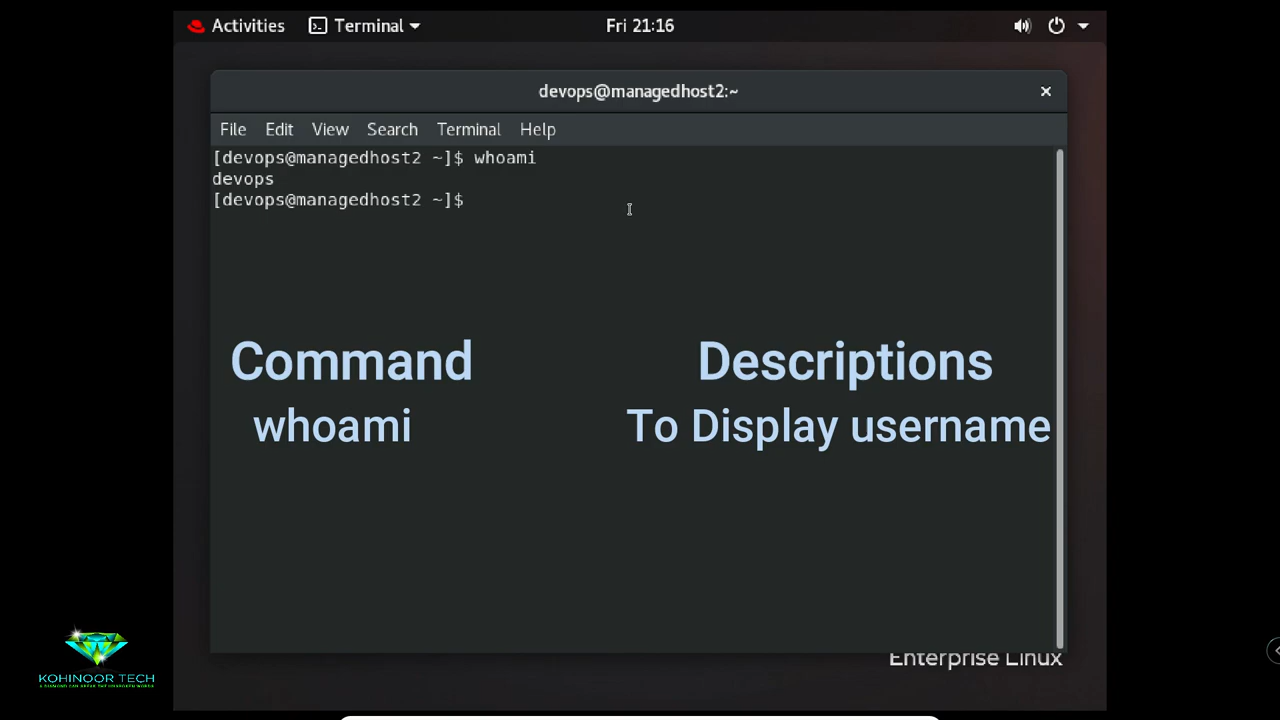 Activities Terminal Fri 21:16
devops@managedhost2:~
File Edit View Search Terminal Help
[devops@managedhost2 ~]$ whoami
devops
[devops@managedhost2 ~]$
Command Descriptions
whoami To Display username
Enterprise Linux
KOHINOOR TECH